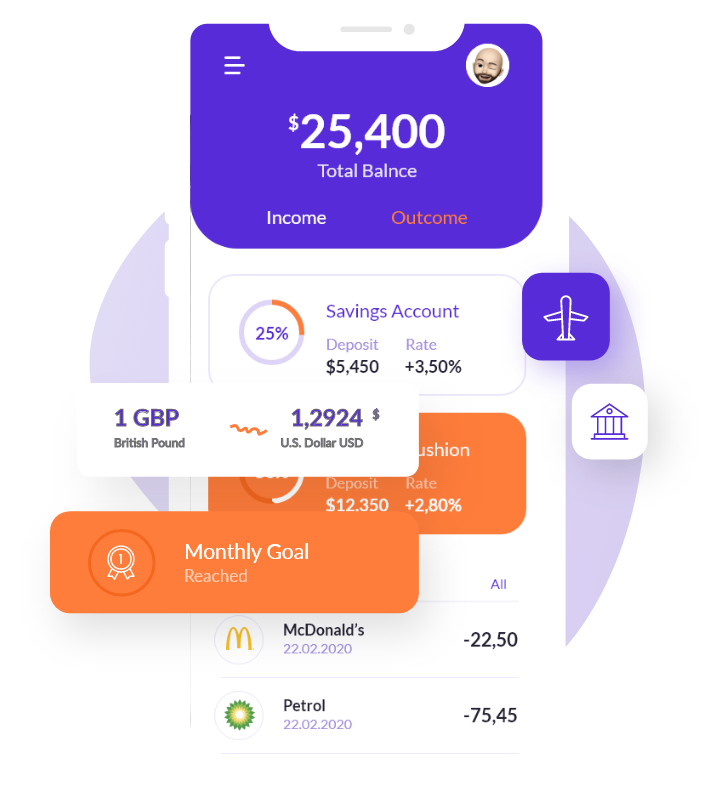 $25,400
Total Balnce
Income
Outcome
25%
Savings Account
Deposit
Rate
$5,450
+3,50%
1 GBP
1,2924 $
British Pound
U.S. Dollar USD
Deposit
Rate
$12,350
+2,80%
1
Monthly Goal
Reached
All
McDonald's
22.02.2020
-22,50
Petrol
22.02.2020
-75,45